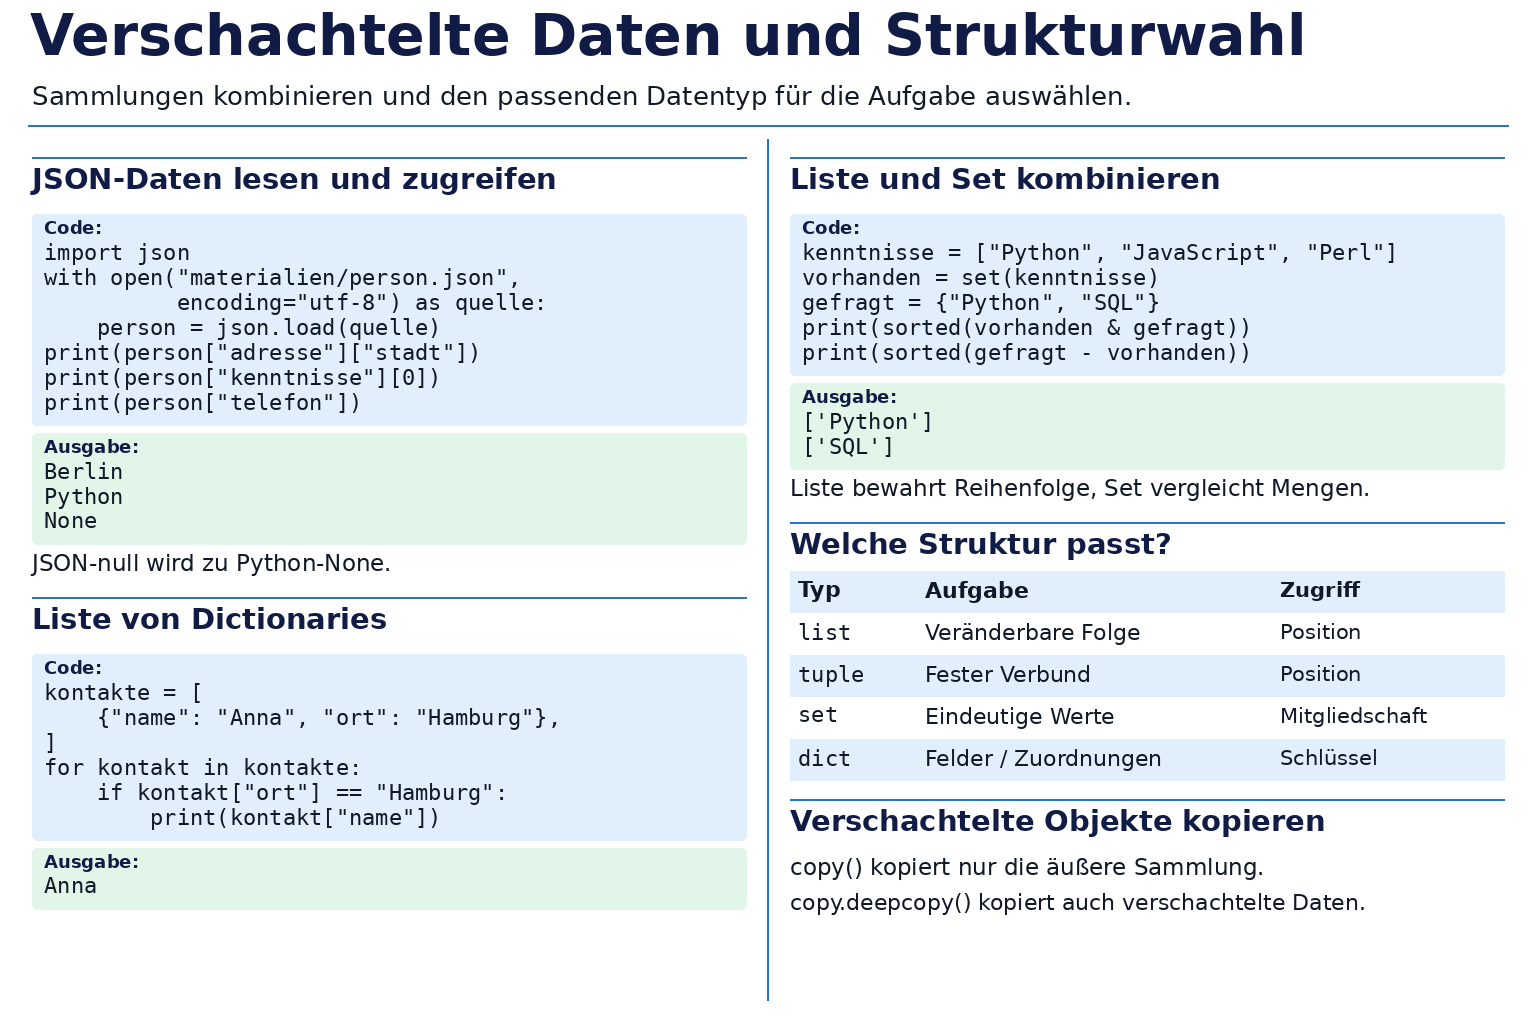 Verschachtelte Daten und Strukturwahl
Sammlungen kombinieren und den passenden Datentyp für die Aufgabe auswählen.
JSON-Daten lesen und zugreifen
Code:
import json
with open("materialien/person.json",
          encoding="utf-8") as quelle:
    person = json.load(quelle)
print(person["adresse"]["stadt"])
print(person["kenntnisse"][0])
print(person["telefon"])
Ausgabe:
Berlin
Python
None
JSON-null wird zu Python-None.
Liste von Dictionaries
Code:
kontakte = [
    {"name": "Anna", "ort": "Hamburg"},
]
for kontakt in kontakte:
    if kontakt["ort"] == "Hamburg":
        print(kontakt["name"])
Ausgabe:
Anna
Liste und Set kombinieren
Code:
kenntnisse = ["Python", "JavaScript", "Perl"]
vorhanden = set(kenntnisse)
gefragt = {"Python", "SQL"}
print(sorted(vorhanden & gefragt))
print(sorted(gefragt - vorhanden))
Ausgabe:
['Python']
['SQL']
Liste bewahrt Reihenfolge, Set vergleicht Mengen.
Welche Struktur passt?
Typ Aufgabe Zugriff
list Veränderbare Folge Position
tuple Fester Verbund Position
set Eindeutige Werte Mitgliedschaft
dict Felder / Zuordnungen Schlüssel
Verschachtelte Objekte kopieren
copy() kopiert nur die äußere Sammlung.
copy.deepcopy() kopiert auch verschachtelte Daten.